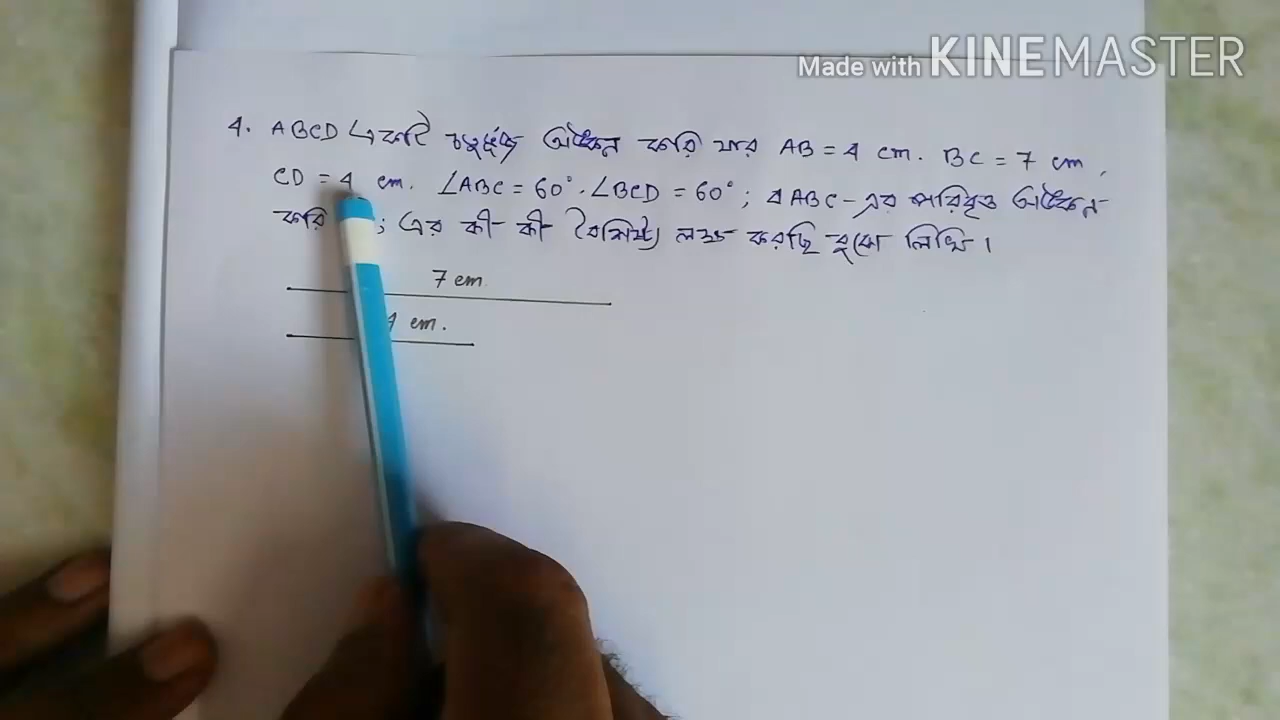 Made with KINEMASTER
4. ABCD একটি চতুর্ভুজ অঙ্কন করি যার AB = 4 cm. BC = 7 cm,
CD = 4 cm. ∠ABC = 60°. ∠BCD = 60°; ΔABC-এর পরিবৃত্ত অঙ্কন
করি ; এর কী-কী বৈশিষ্ট্য লক্ষ করছি বুঝে লিখি।
7 cm.
4 cm.